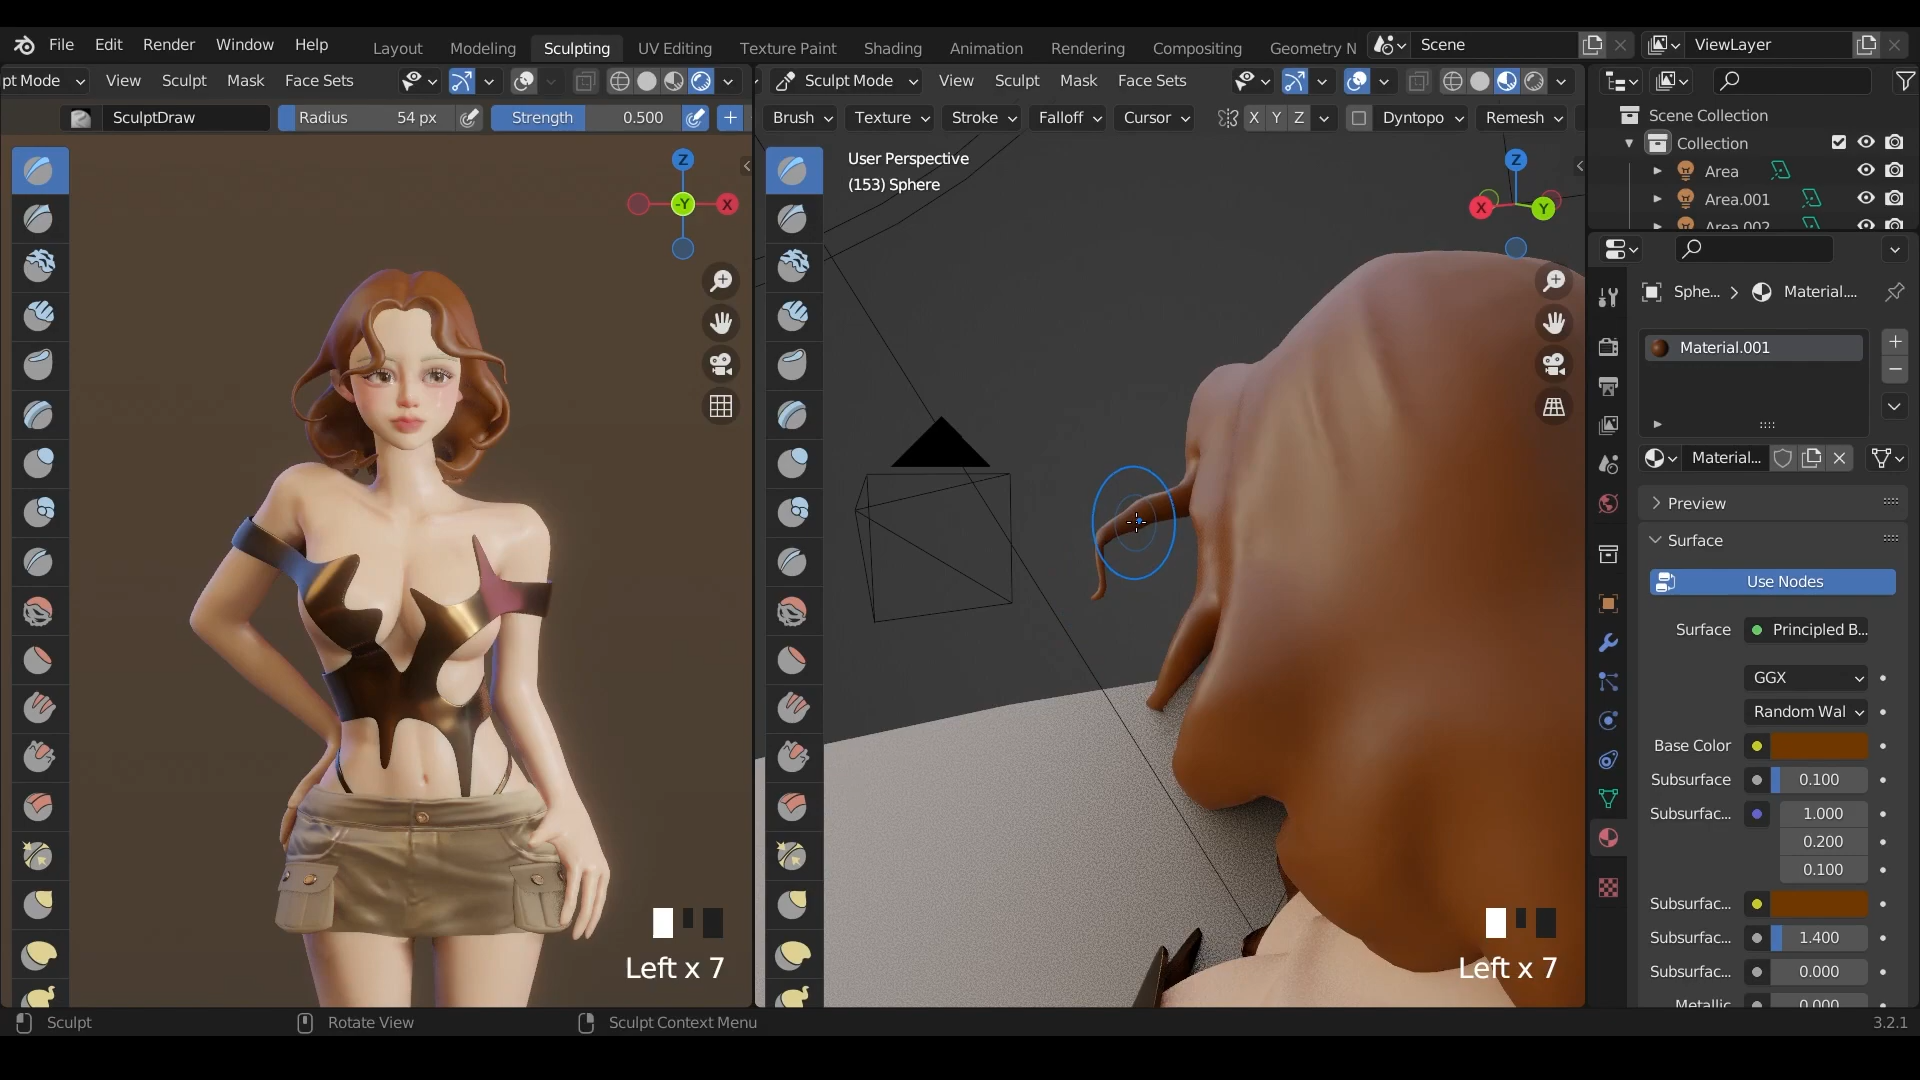 File Edit Render Window Help
Layout Modeling Sculpting UV Editing Texture Paint Shading Animation Rendering Compositing Geometry N
Scene
ViewLayer
pt Mode View Sculpt Mask Face Sets
Sculpt Mode View Sculpt Mask Face Sets
SculptDraw Radius 54 px Strength 0.500
Brush Texture Stroke Falloff Cursor X Y Z Dyntopo Remesh
Scene Collection
Collection
Area
Area.001
Area.002
User Perspective
(153) Sphere
Z
-Y X
Z
X Y
Sphe... Material....
Material.001
Material...
Preview
Surface
Use Nodes
Surface Principled B...
GGX
Random Wal
Base Color
Subsurface 0.100
Subsurfac... 1.000
0.200
0.100
Subsurfac...
Subsurfac... 1.400
Subsurfac... 0.000
Metallic 0.000
Left x 7
Left x 7
Sculpt Rotate View Sculpt Context Menu 3.2.1